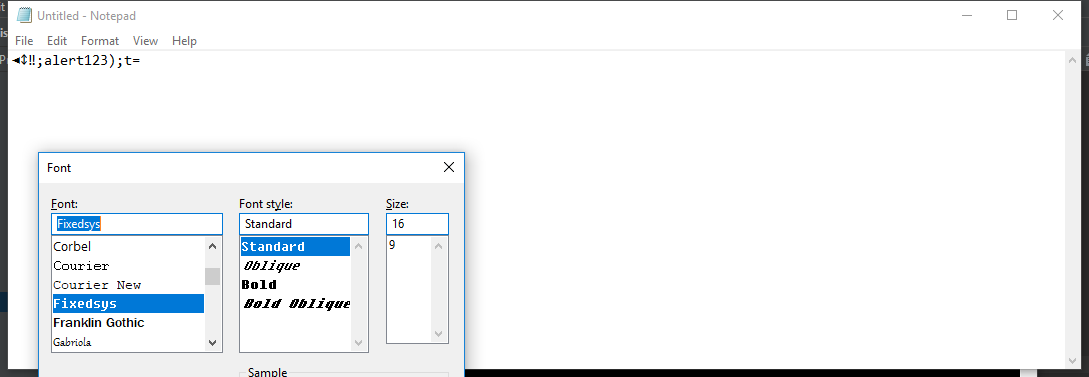 Untitled - Notepad
File Edit Format View Help
◄↕‼;alert123);t=
Font
Font: Font style: Size:
Fixedsys Standard 16
Corbel Standard 9
Courier Oblique
Courier New Bold
Fixedsys Bold Oblique
Franklin Gothic
Gabriola
Sample